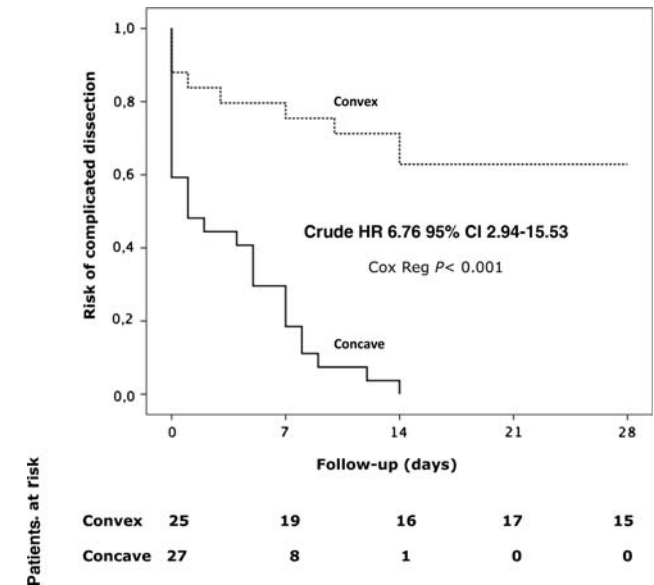 1,0
0,8
0,6
0,4
0,2
0,0
Risk of complicated dissection
Convex
Crude HR 6.76 95% CI 2.94-15.53
Cox Reg P< 0.001
Concave
0 7 14 21 28
Follow-up (days)
Patients. at risk
Convex 25 19 16 17 15
Concave 27 8 1 0 0